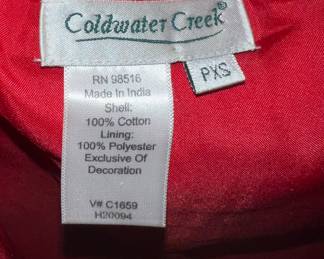 Coldwater Creek®
PXS
RN 98516
Made in India
Shell:
100% Cotton
Lining:
100% Polyester
Exclusive Of
Decoration
V# C1659
H20094